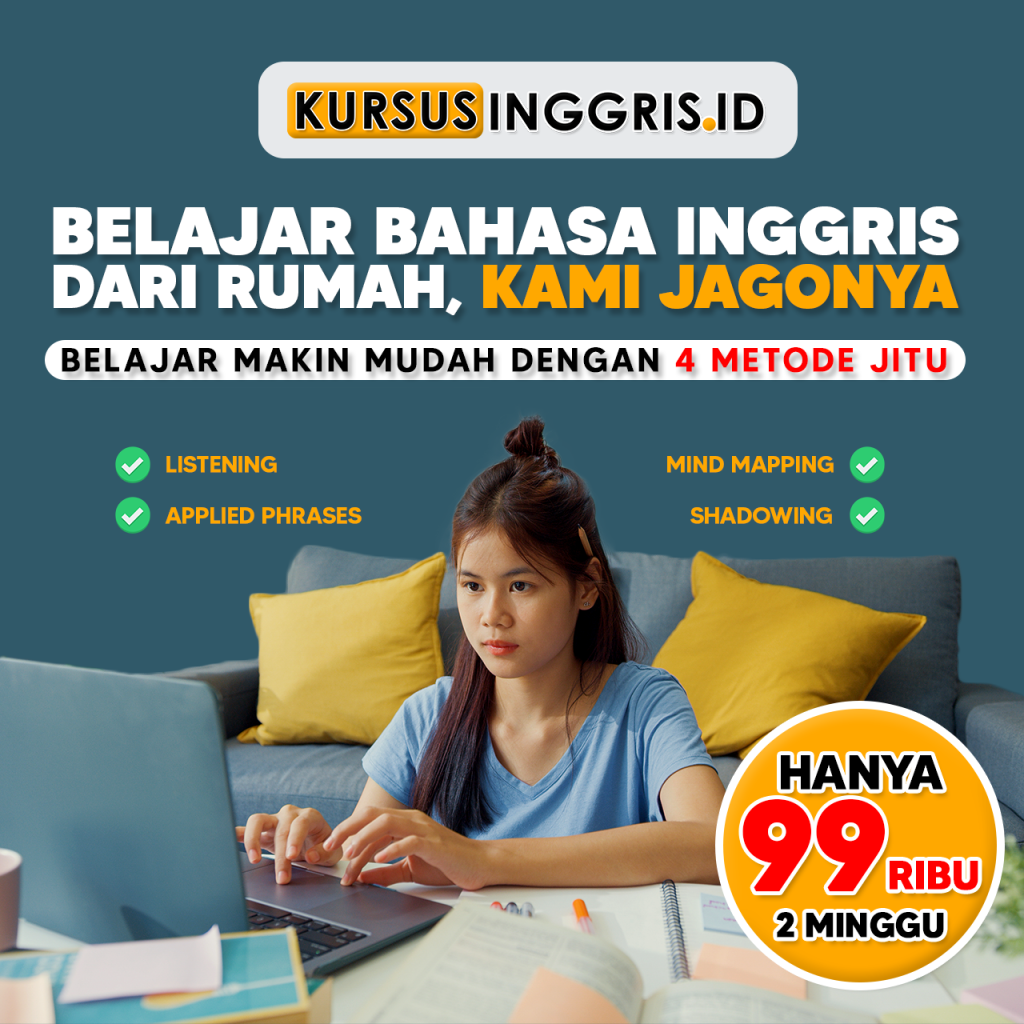 KURSUSINGGRIS.ID
BELAJAR BAHASA INGGRIS
DARI RUMAH, KAMI JAGONYA
BELAJAR MAKIN MUDAH DENGAN 4 METODE JITU
LISTENING
APPLIED PHRASES
MIND MAPPING
SHADOWING
HANYA
99 RIBU
2 MINGGU